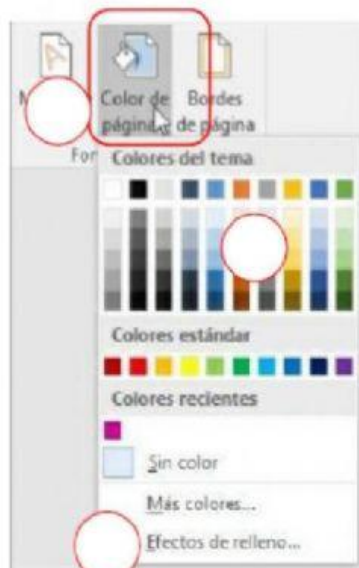 Color de Bordes
página de página
Colores del tema
Colores estándar
Colores recientes
Sin color
Más colores...
Efectos de relleno...